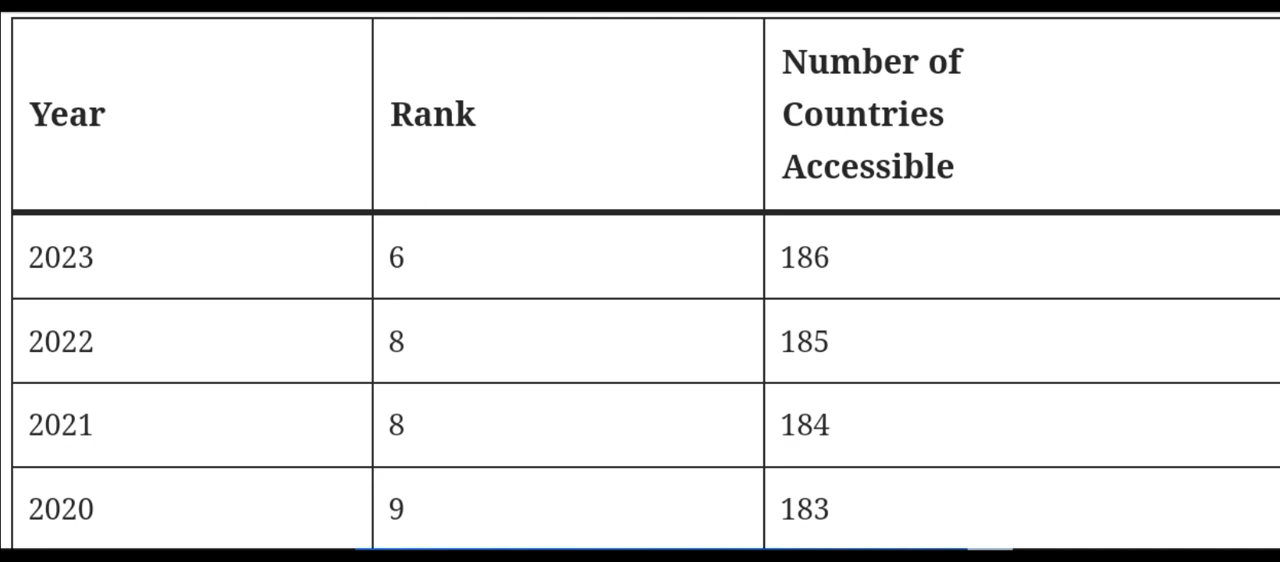 Year Rank Number of
Countries
Accessible
2023 6 186
2022 8 185
2021 8 184
2020 9 183